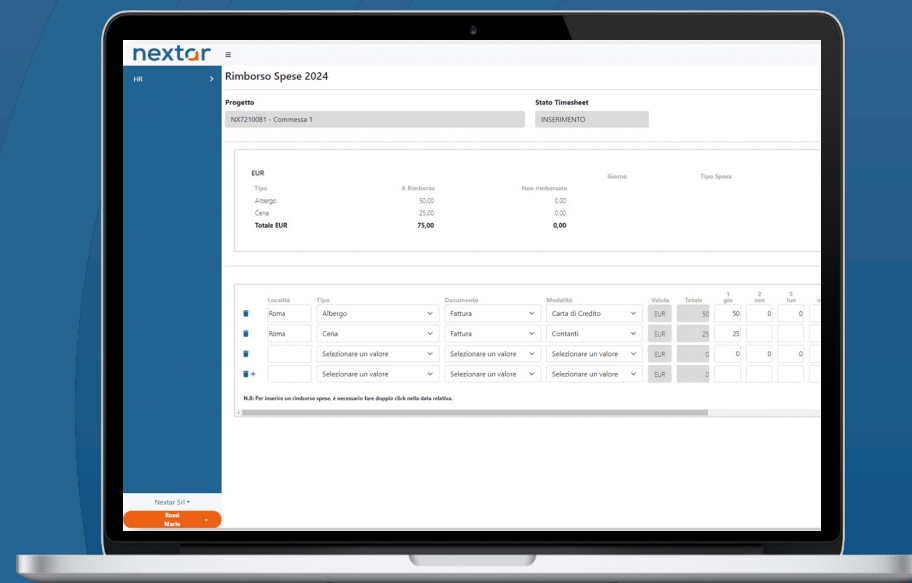 nextar
HR
Rimborso Spese 2024
Progetto Stato Timesheet
NX7210081 - Commessa 1 INSERIMENTO
EUR Giorno Tipo Spesa
Tipo A Rimborso Non rimborsato
Albergo 50.00 0.00
Cena 25.00 0.00
Totale EUR 75,00 0,00
Località Tipo Documento Modalità Valuta Totale 1 gio 2 ven 5 lun
Roma Albergo Fattura Carta di Credito EUR 50 50 0 0
Roma Cena Fattura Contanti EUR 25 25
Selezionare un valore Selezionare un valore Selezionare un valore EUR 0 0 0 0
Selezionare un valore Selezionare un valore Selezionare un valore EUR 0
N.B: Per inserire un rimborso spese, è necessario fare doppio click nella data relativa.
Nextar Srl
Rossi
Mario